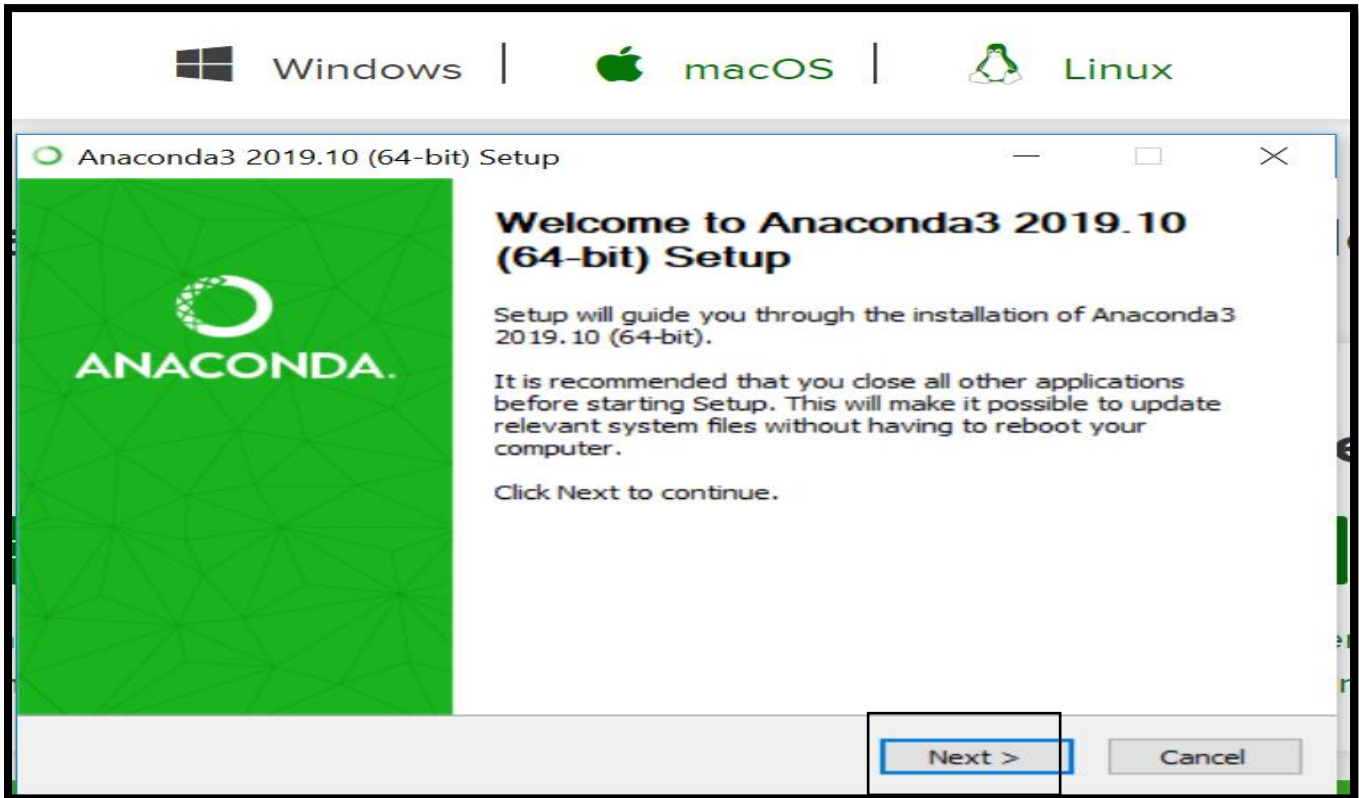 Windows | macOS | Linux
Anaconda3 2019.10 (64-bit) Setup
ANACONDA.
Welcome to Anaconda3 2019.10
(64-bit) Setup
Setup will guide you through the installation of Anaconda3
2019.10 (64-bit).
It is recommended that you close all other applications
before starting Setup. This will make it possible to update
relevant system files without having to reboot your
computer.
Click Next to continue.
Next >
Cancel